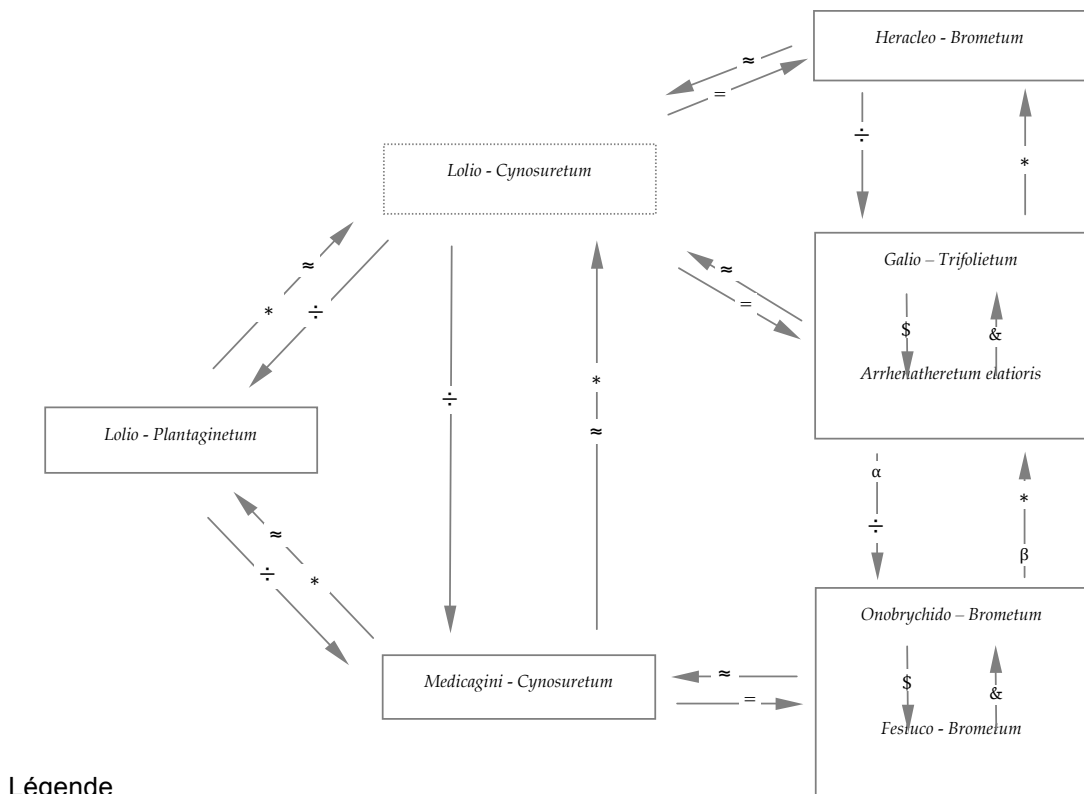 Heracleo - Brometum
≈
=
÷
*
Lolio - Cynosuretum
Galio – Trifolietum
$
&
Arrhenatheretum elatioris
≈
=
≈
*
÷
÷
*
≈
Lolio - Plantaginetum
α
÷
*
β
≈
÷
*
Onobrychido – Brometum
$
&
Festuco - Brometum
Medicagini - Cynosuretum
≈
=
Légende